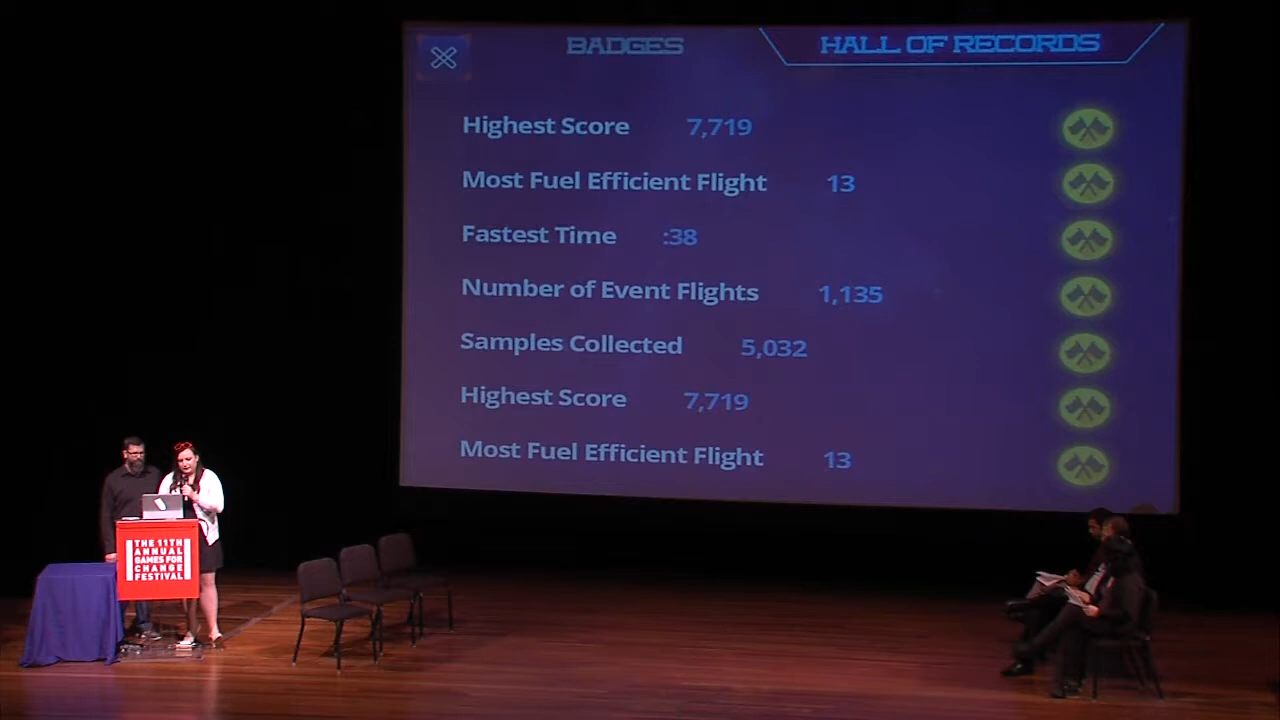 BADGES
HALL OF RECORDS
Highest Score 7,719
Most Fuel Efficient Flight 13
Fastest Time :38
Number of Event Flights 1,135
Samples Collected 5,032
Highest Score 7,719
Most Fuel Efficient Flight 13
THE 11TH
ANNUAL
GAMES FOR
CHANGE
FESTIVAL